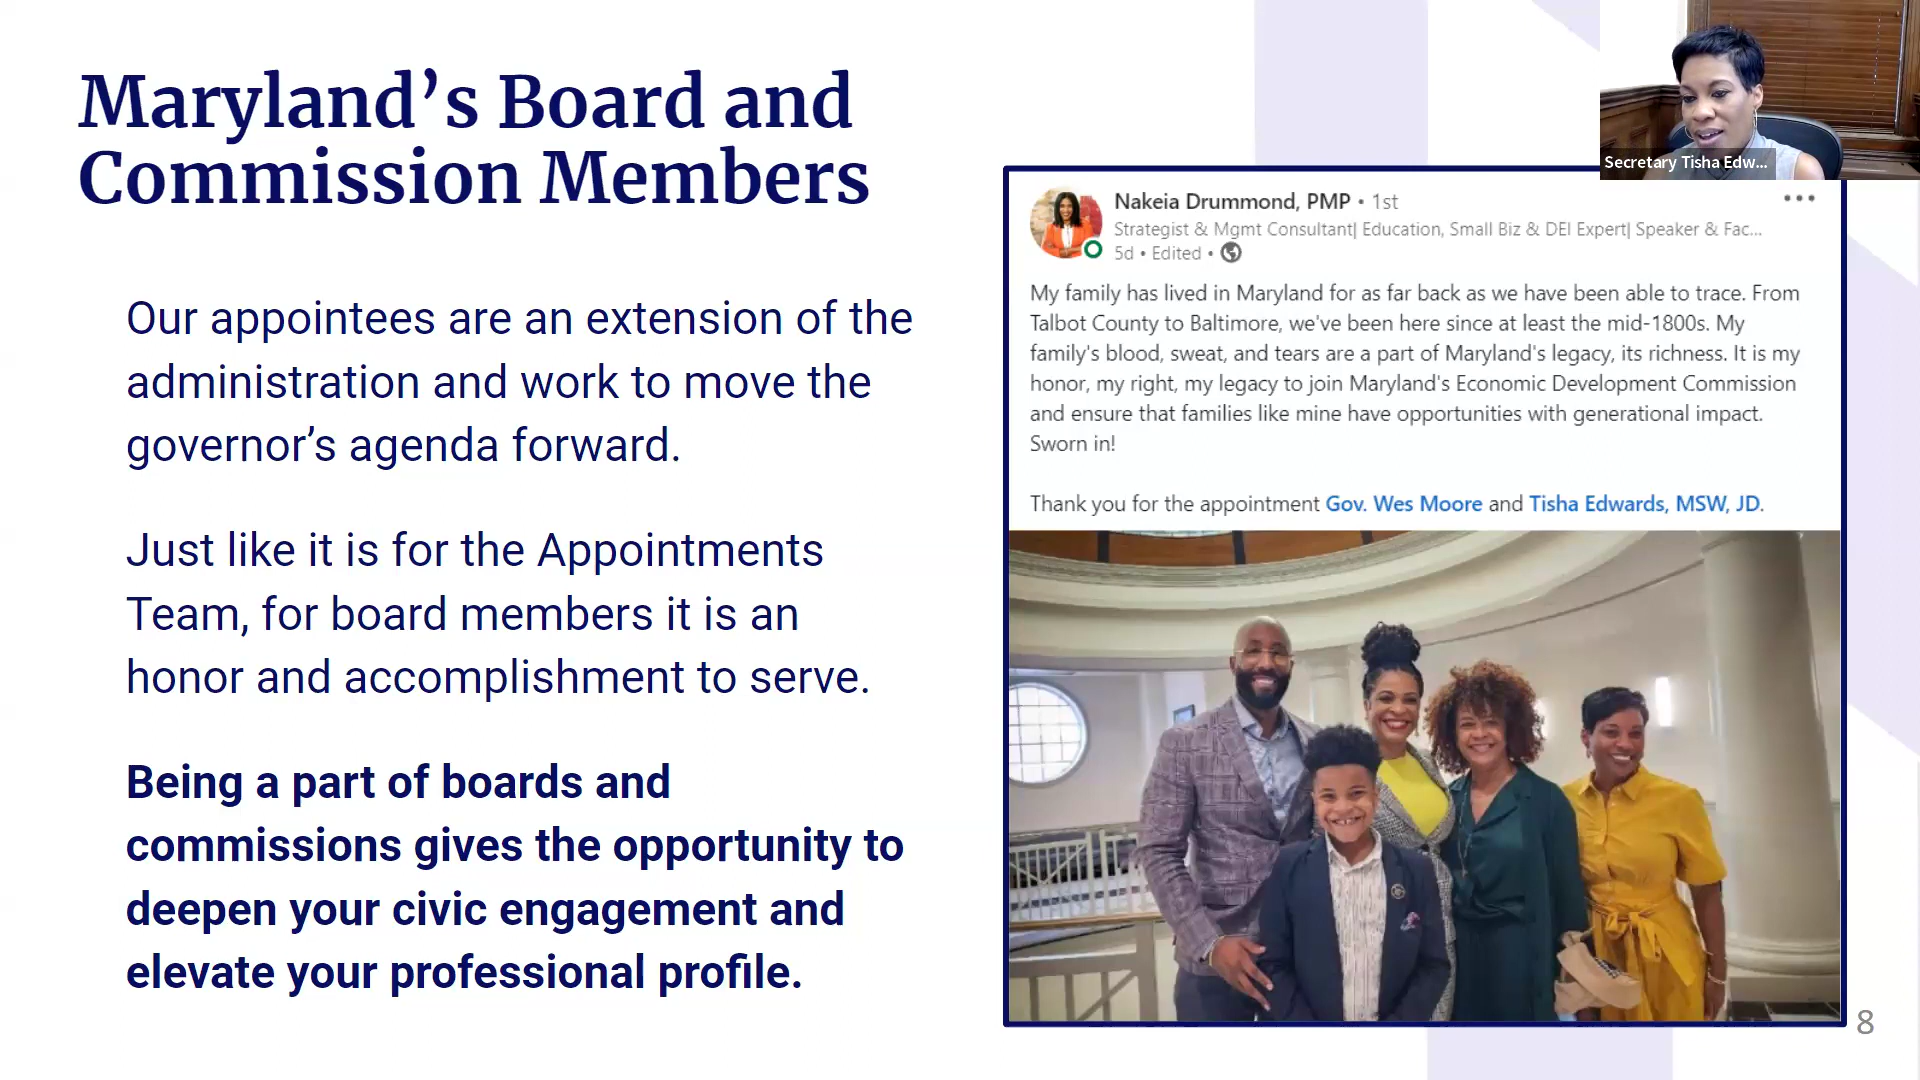 Maryland’s Board and
Commission Members
Our appointees are an extension of the
administration and work to move the
governor’s agenda forward.
Just like it is for the Appointments
Team, for board members it is an
honor and accomplishment to serve.
Being a part of boards and
commissions gives the opportunity to
deepen your civic engagement and
elevate your professional profile.
Secretary Tisha Edw...
Nakeia Drummond, PMP • 1st
Strategist & Mgmt Consultant| Education, Small Biz & DEI Expert| Speaker & Fac...
5d • Edited •
My family has lived in Maryland for as far back as we have been able to trace. From
Talbot County to Baltimore, we've been here since at least the mid-1800s. My
family's blood, sweat, and tears are a part of Maryland's legacy, its richness. It is my
honor, my right, my legacy to join Maryland's Economic Development Commission
and ensure that families like mine have opportunities with generational impact.
Sworn in!
Thank you for the appointment Gov. Wes Moore and Tisha Edwards, MSW, JD.
8